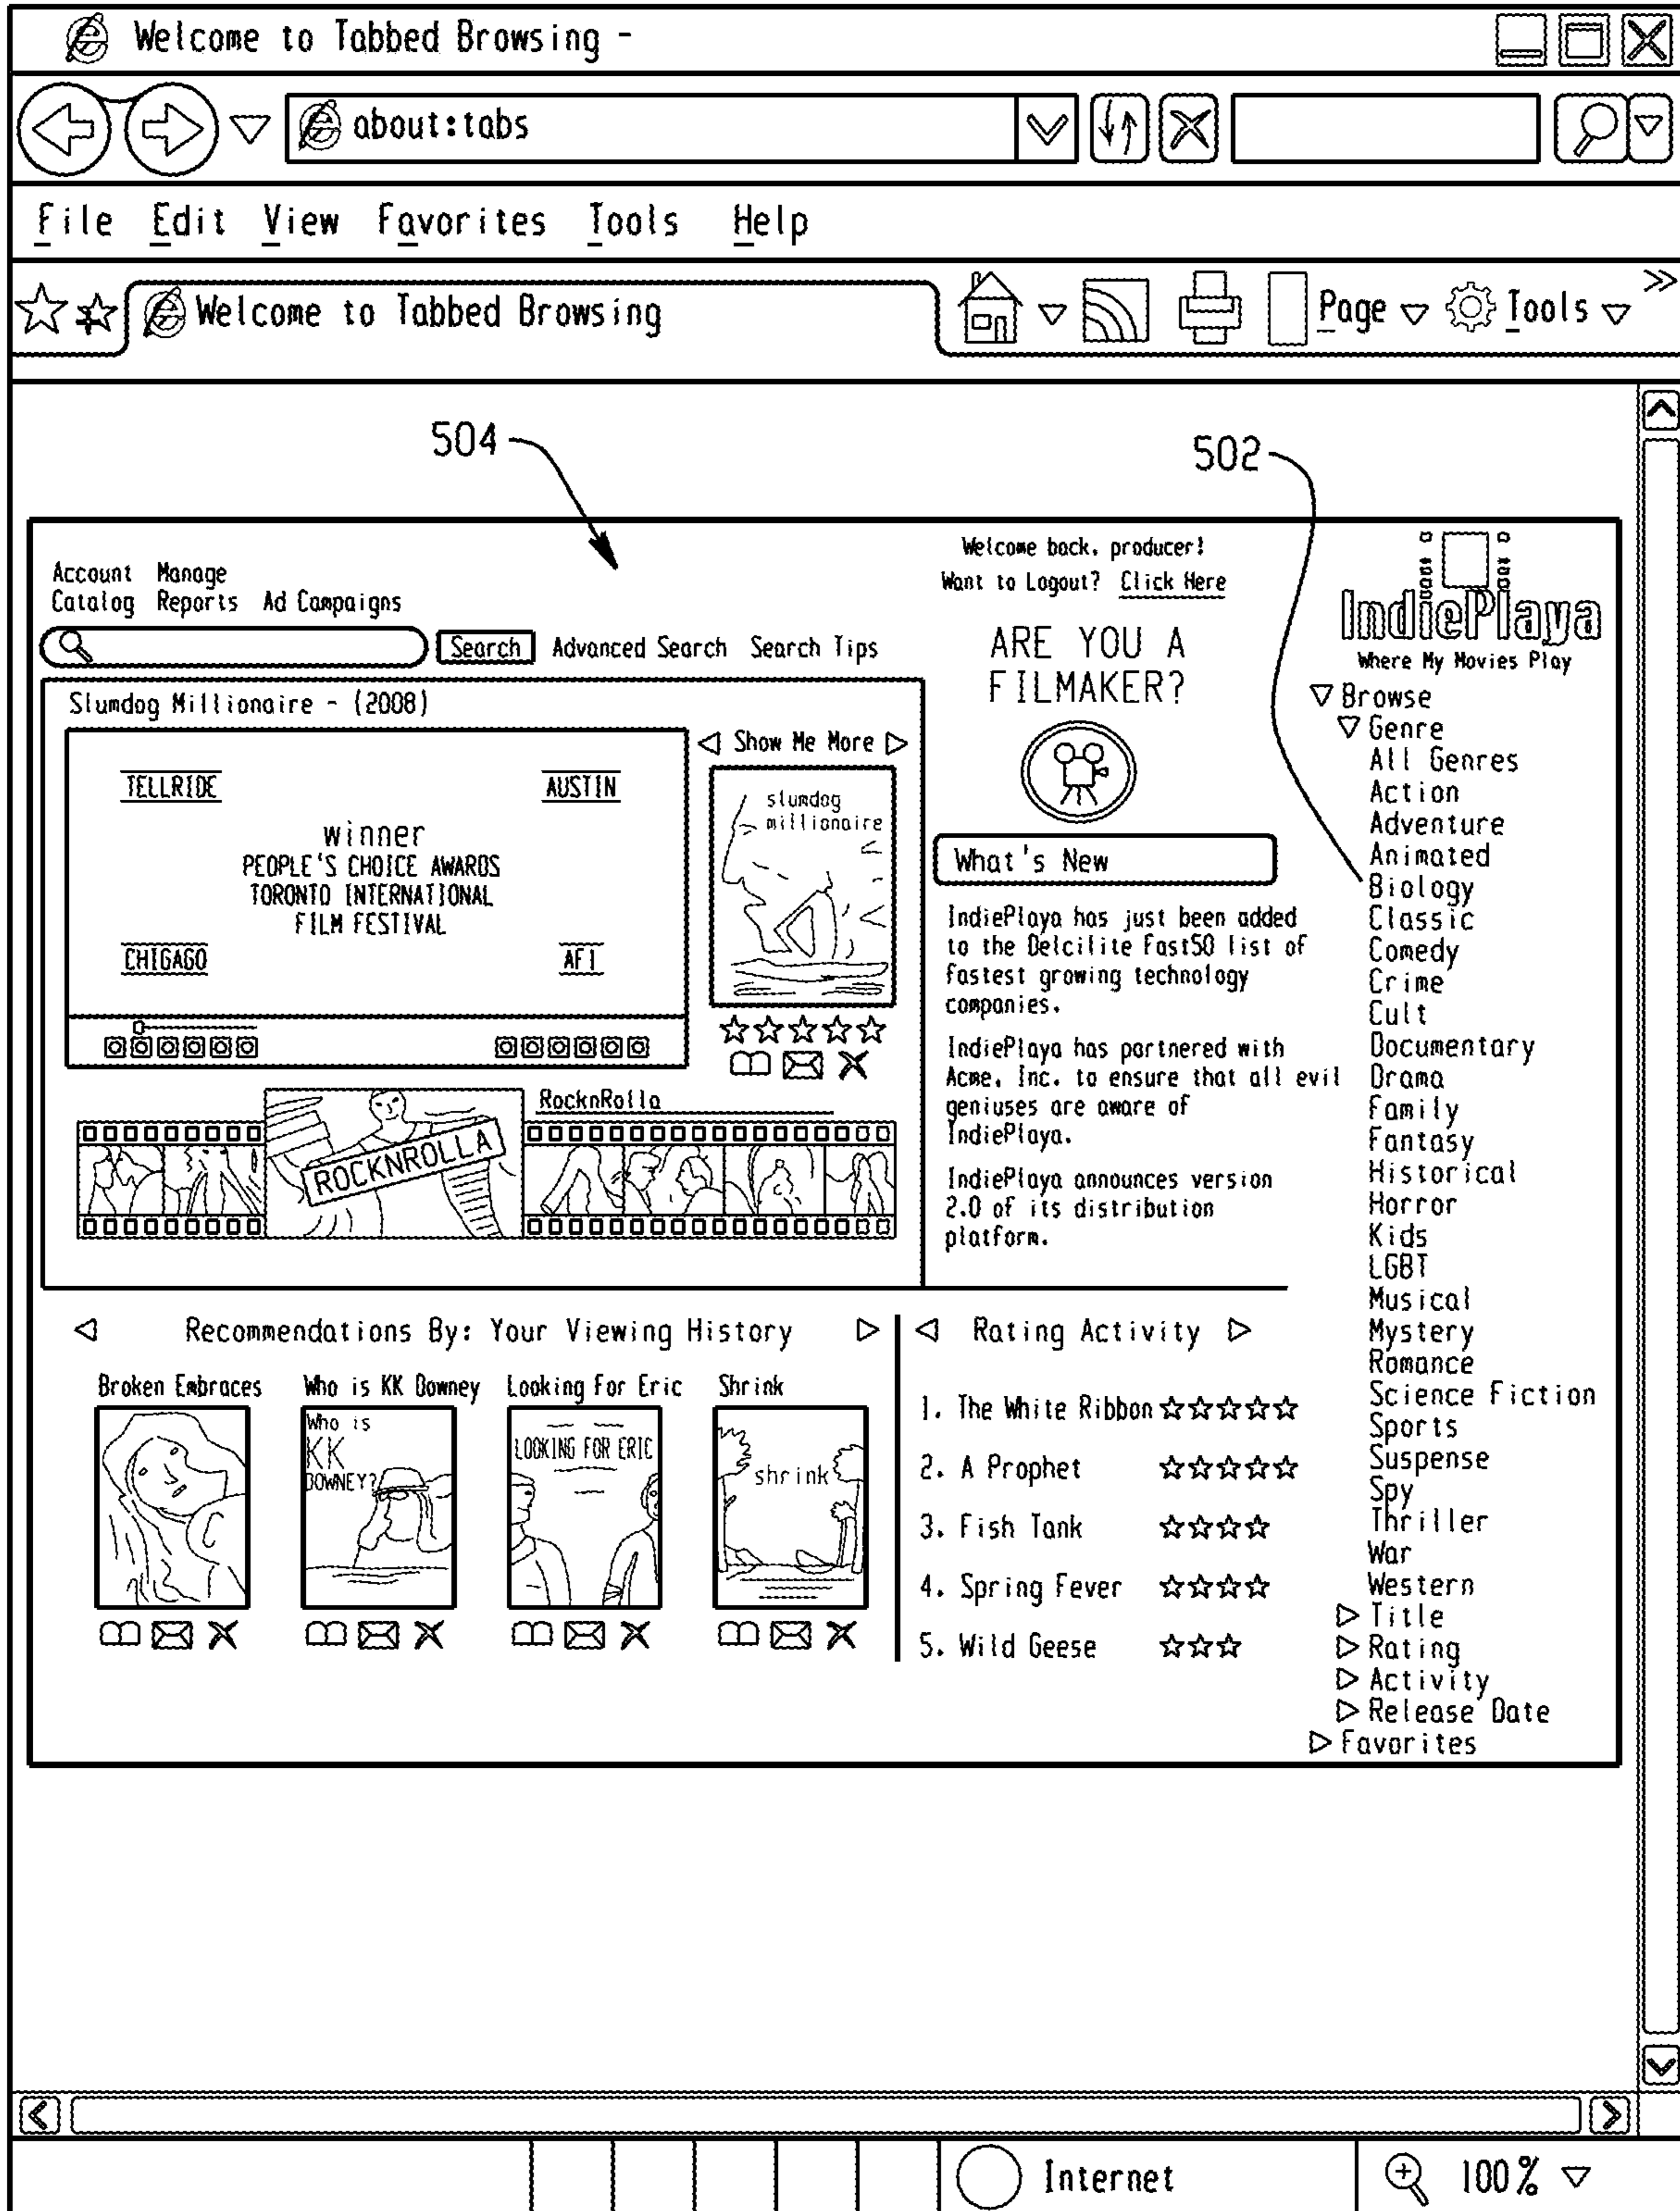 Welcome to Tabbed Browsing -
about:tabs
File Edit View Favorites Tools Help
Welcome to Tabbed Browsing
Page Tools
504
502
Account Manage
Catalog Reports Ad Campaigns
Search Advanced Search Search Tips
Slumdog Millionaire - (2008)
TELLRIDE
AUSTIN
winner
PEOPLE'S CHOICE AWARDS
TORONTO INTERNATIONAL
FILM FESTIVAL
CHIGAGO
AFI
Show Me More
slumdog
millionaire
RocknRolla
ROCKNROLLA
Welcome back, producer!
Want to Logout? Click Here
ARE YOU A
FILMAKER?
What's New
IndiePlaya has just been added
to the Delcilite Fast50 list of
fastest growing technology
companies.
IndiePlaya has partnered with
Acme, Inc. to ensure that all evil
geniuses are aware of
IndiePlaya.
IndiePlaya announces version
2.0 of its distribution
platform.
IndiePlaya
Where My Movies Play
Browse
Genre
All Genres
Action
Adventure
Animated
Biology
Classic
Comedy
Crime
Cult
Documentary
Drama
Family
Fantasy
Historical
Horror
Kids
LGBT
Musical
Mystery
Romance
Science Fiction
Sports
Suspense
Spy
Thriller
War
Western
Title
Rating
Activity
Release Date
Favorites
Recommendations By: Your Viewing History
Broken Embraces
Who is KK Downey
Looking For Eric
Shrink
Who is
KK
DOWNEY?
LOOKING FOR ERIC
shrink
Rating Activity
1. The White Ribbon
2. A Prophet
3. Fish Tank
4. Spring Fever
5. Wild Geese
Internet
100%